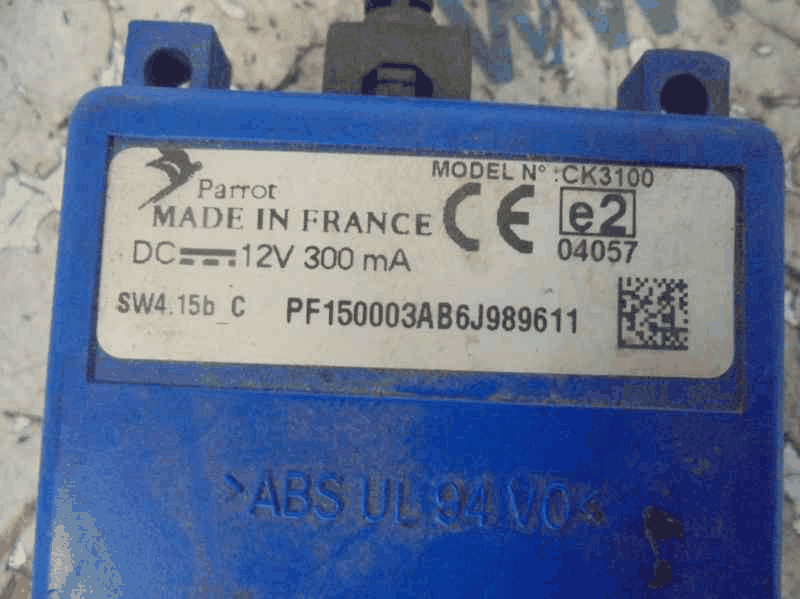 Parrot
MODEL N° :CK3100
MADE IN FRANCE
CE
e2
DC 12V 300 mA
04057
SW4.15b_C
PF150003AB6J989611
>ABS UL 94 V0<